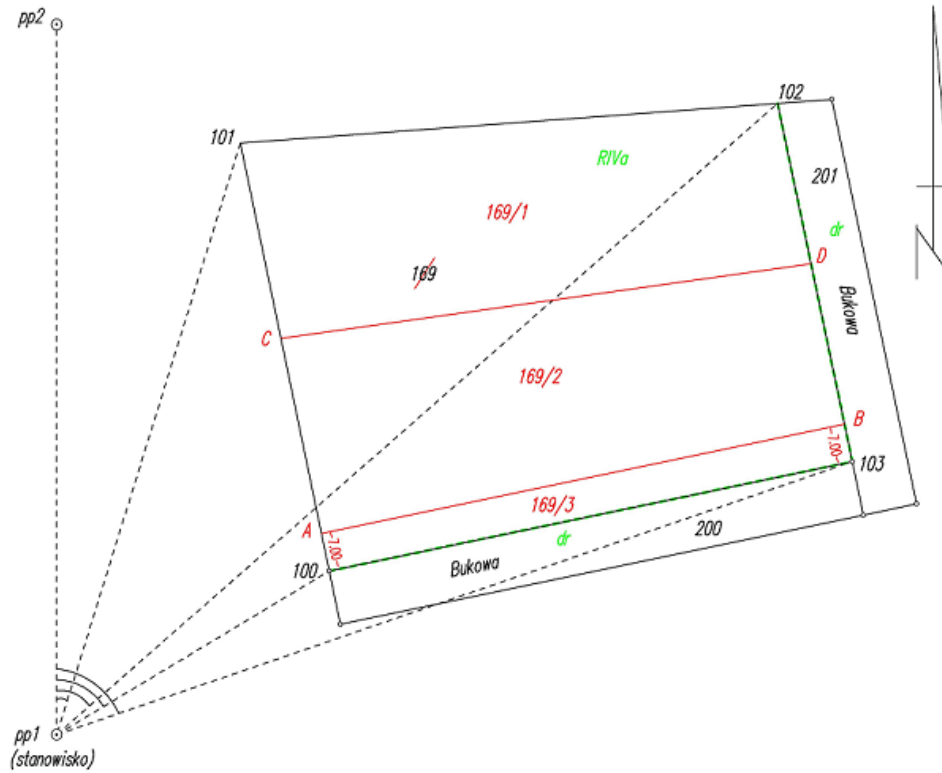 pp2
102
101
RIVa
201
169/1
dr
D
169
Bukowa
C
169/2
B
7.00
103
A
169/3
7.00
dr
200
100
Bukowa
pp1
(stanowisko)